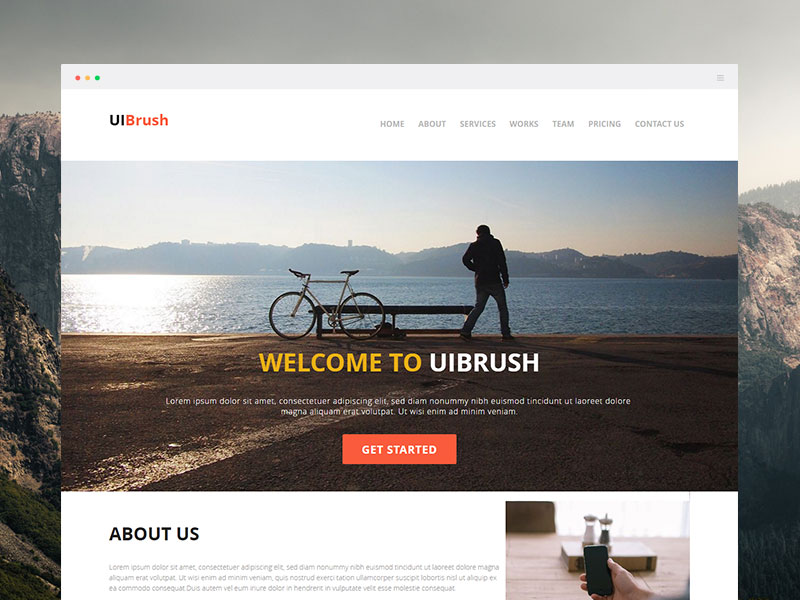 UIBrush
HOME ABOUT SERVICES WORKS TEAM PRICING CONTACT US
WELCOME TO UIBRUSH
Lorem ipsum dolor sit amet, consectetuer adipiscing elit, sed diam nonummy nibh euismod tincidunt ut laoreet dolore
magna aliquam erat volutpat. Ut wisi enim ad minim veniam.
GET STARTED
ABOUT US
Lorem ipsum dolor sit amet, consectetuer adipiscing elit, sed diam nonummy nibh euismod tincidunt ut laoreet dolore magna
aliquam erat volutpat. Ut wisi enim ad minim veniam, quis nostrud exerci tation ullamcorper suscipit lobortis nisl ut aliquip ex
ea commodo consequat.Duis autem vel eum iriure dolor in hendrerit in vulputate velit esse molestie consequat.